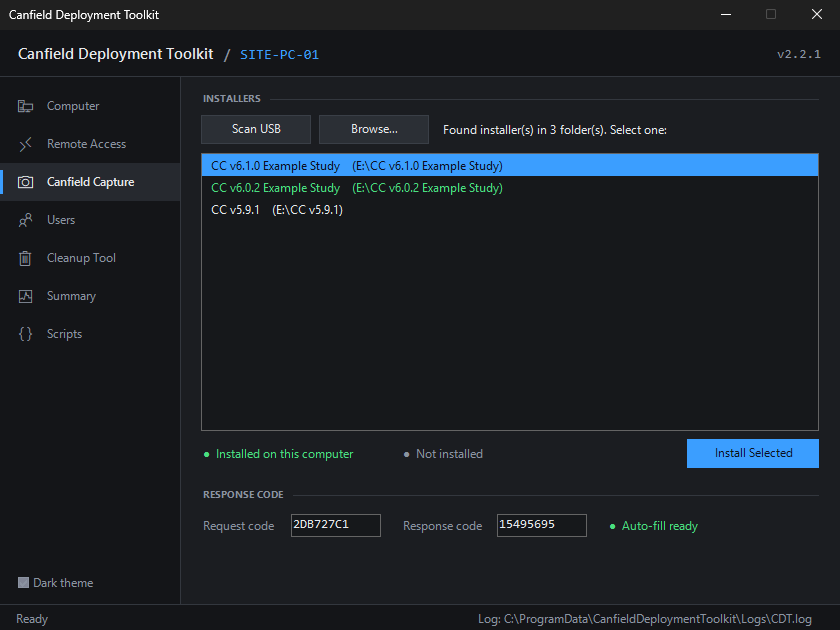 Canfield Deployment Toolkit
Canfield Deployment Toolkit / SITE-PC-01 v2.2.1
Computer
Remote Access
Canfield Capture
Users
Cleanup Tool
Summary
Scripts
Dark theme
INSTALLERS
Scan USB Browse... Found installer(s) in 3 folder(s). Select one:
CC v6.1.0 Example Study (E:\CC v6.1.0 Example Study)
CC v6.0.2 Example Study (E:\CC v6.0.2 Example Study)
CC v5.9.1 (E:\CC v5.9.1)
Installed on this computer Not installed Install Selected
RESPONSE CODE
Request code 2DB727C1 Response code 15495695 Auto-fill ready
Ready Log: C:\ProgramData\CanfieldDeploymentToolkit\Logs\CDT.log